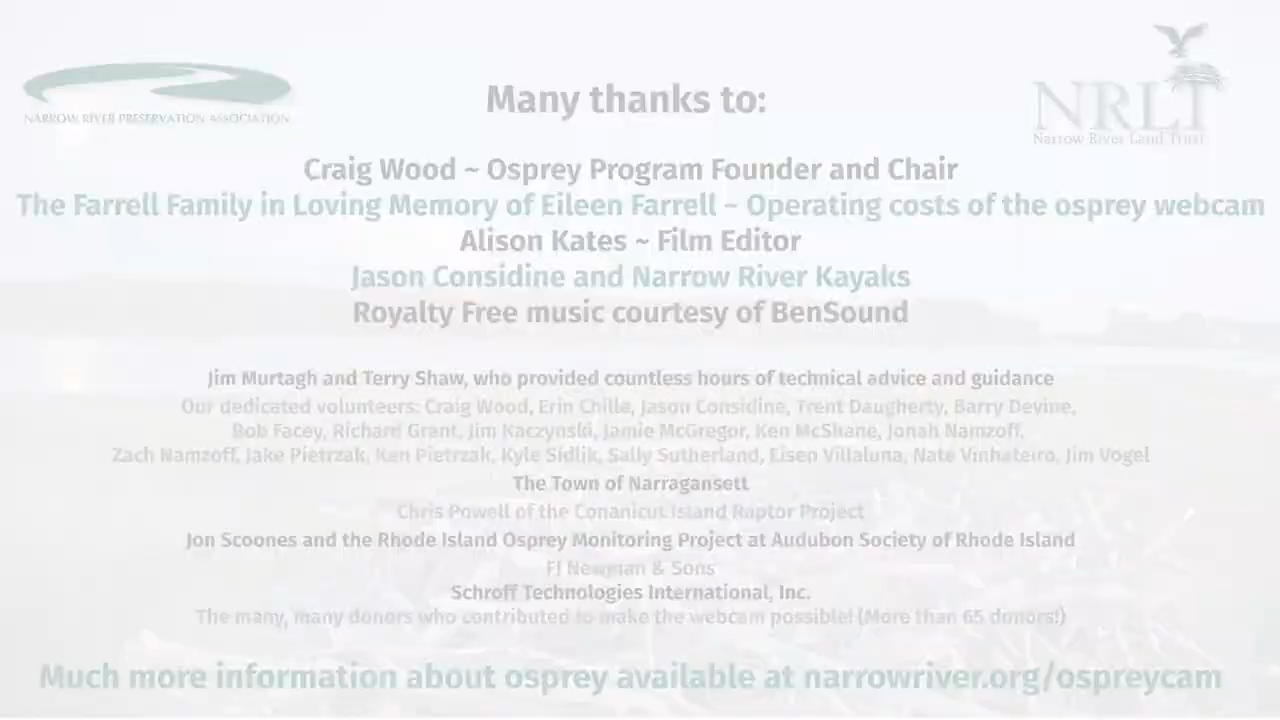 NARROW RIVER PRESERVATION ASSOCIATION
NRLT
Narrow River Land Trust
Many thanks to:
Craig Wood ~ Osprey Program Founder and Chair
The Farrell Family in Loving Memory of Eileen Farrell ~ Operating costs of the osprey webcam
Alison Kates ~ Film Editor
Jason Considine and Narrow River Kayaks
Royalty Free music courtesy of BenSound
Jim Murtagh and Terry Shaw, who provided countless hours of technical advice and guidance
Our dedicated volunteers: Craig Wood, Erin Chille, Jason Considine, Trent Daugherty, Barry Devine,
Bob Facey, Richard Grant, Jim Kaczynski, Jamie McGregor, Ken McShane, Jonah Namzoff,
Zach Namzoff, Jake Pietrzak, Ken Pietrzak, Kyle Sidlik, Sally Sutherland, Eisen Villaluna, Nate Vinhateiro, Jim Vogel
The Town of Narragansett
Chris Powell of the Conanicut Island Raptor Project
Jon Scoones and the Rhode Island Osprey Monitoring Project at Audubon Society of Rhode Island
FJ Newman & Sons
Schroff Technologies International, Inc.
The many, many donors who contributed to make the webcam possible! (More than 65 donors!)
Much more information about osprey available at narrowriver.org/ospreycam